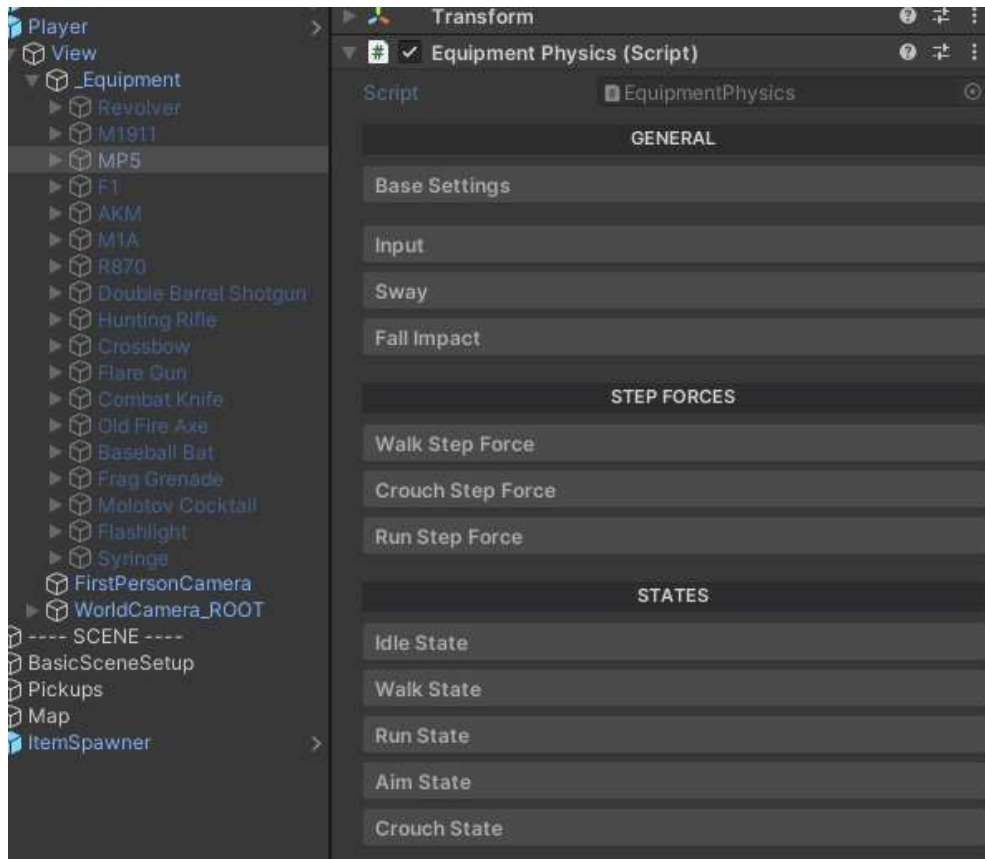 Player
View
_Equipment
Revolver
M1911
MP5
F1
AKM
M1A
R870
Double Barrel Shotgun
Hunting Rifle
Crossbow
Flare Gun
Combat Knife
Old Fire Axe
Baseball Bat
Frag Grenade
Molotov Cocktail
Flashlight
Syringe
FirstPersonCamera
WorldCamera_ROOT
---- SCENE ----
BasicSceneSetup
Pickups
Map
ItemSpawner
Transform
# Equipment Physics (Script)
Script EquipmentPhysics
GENERAL
Base Settings
Input
Sway
Fall Impact
STEP FORCES
Walk Step Force
Crouch Step Force
Run Step Force
STATES
Idle State
Walk State
Run State
Aim State
Crouch State